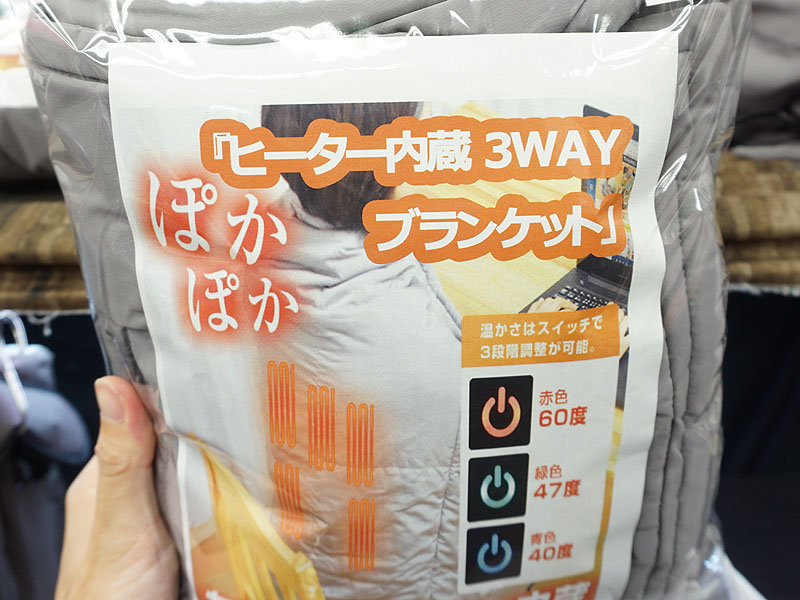 『ヒーター内蔵 3WAY
ブランケット』
ぽか
ぽか
温かさはスイッチで
3段階調整が可能。
赤色
60度
緑色
47度
青色
40度